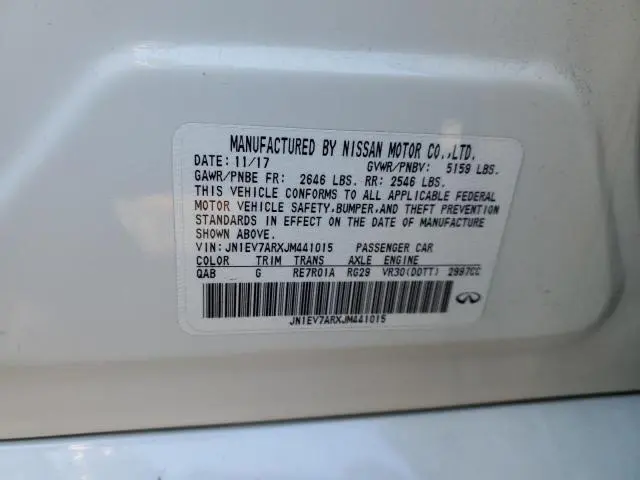 MANUFACTURED BY NISSAN MOTOR CO.,LTD.
DATE: 11/17 GVWR/PNBV: 5159 LBS.
GAWR/PNBE FR: 2646 LBS. RR: 2546 LBS.
THIS VEHICLE CONFORMS TO ALL APPLICABLE FEDERAL
MOTOR VEHICLE SAFETY,BUMPER,AND THEFT PREVENTION
STANDARDS IN EFFECT ON THE DATE OF MANUFACTURE
SHOWN ABOVE.
VIN: JN1EV7ARXJM441015 PASSENGER CAR
COLOR TRIM TRANS AXLE ENGINE
QAB G RE7R01A RG29 VR30(DDTT) 2997CC
JN1EV7ARXJM441015